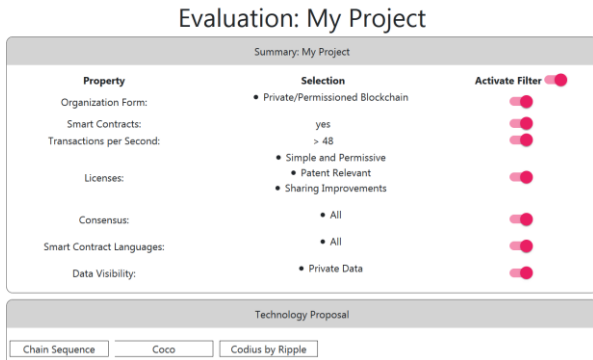 Evaluation: My Project
Summary: My Project
Property Selection Activate Filter
Organization Form: • Private/Permissioned Blockchain
Smart Contracts: yes
Transactions per Second: > 48
Licenses: • Simple and Permissive
• Patent Relevant
• Sharing Improvements
Consensus: • All
Smart Contract Languages: • All
Data Visibility: • Private Data
Technology Proposal
Chain Sequence Coco Codius by Ripple